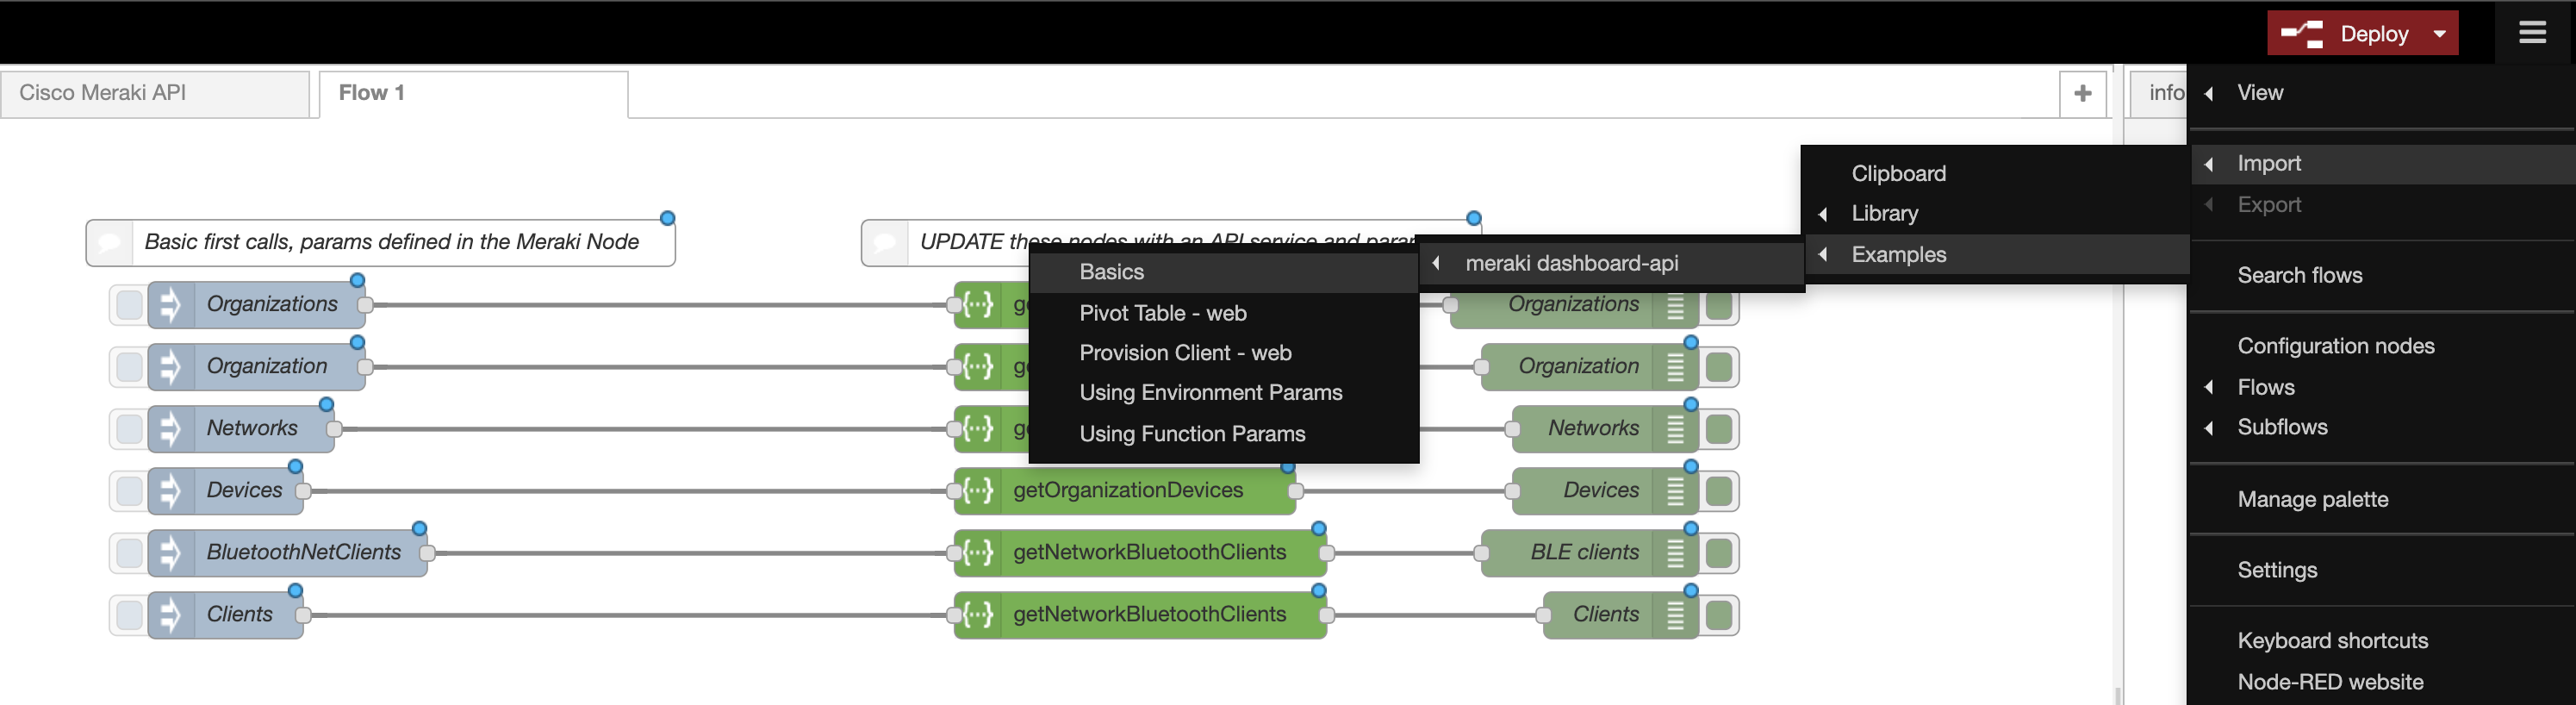 Deploy
Cisco Meraki API
Flow 1
info
View
Import
Export
Search flows
Configuration nodes
Flows
Subflows
Manage palette
Settings
Keyboard shortcuts
Node-RED website
Clipboard
Library
Examples
meraki dashboard-api
Basics
Pivot Table - web
Provision Client - web
Using Environment Params
Using Function Params
Basic first calls, params defined in the Meraki Node
UPDATE these nodes with an API service and
Organizations
Organizations
Organization
Organization
Networks
Networks
Devices
getOrganizationDevices
Devices
BluetoothNetClients
getNetworkBluetoothClients
BLE clients
Clients
getNetworkBluetoothClients
Clients